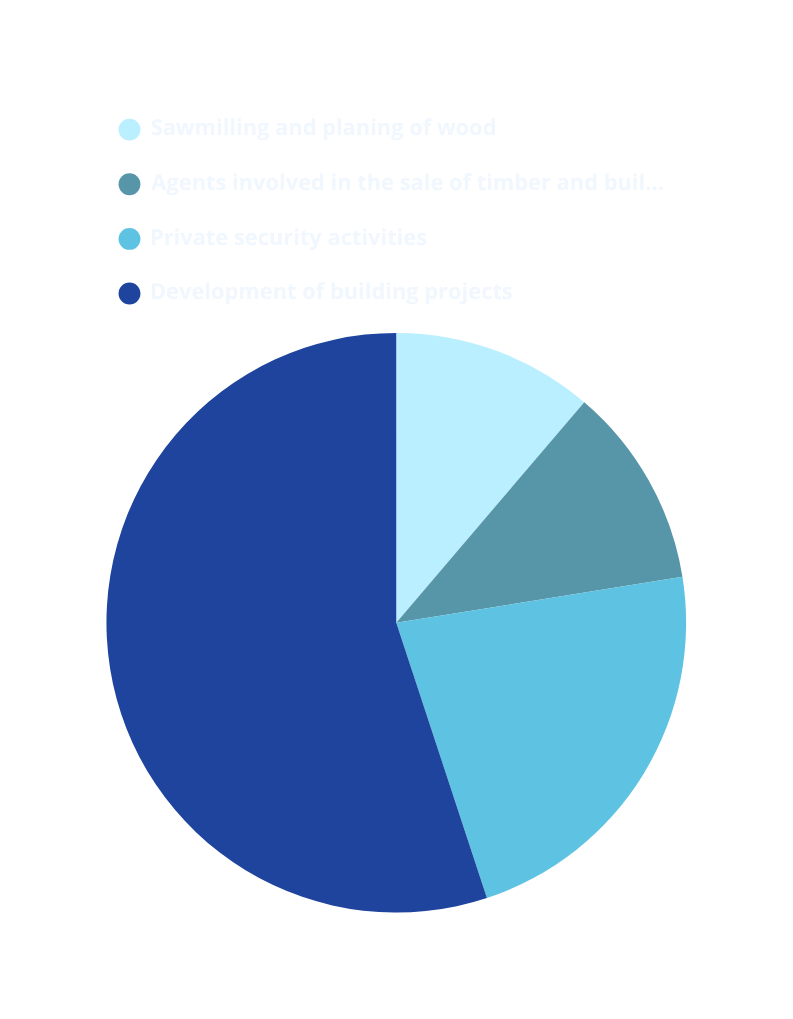 Sawmilling and planing of wood
Agents involved in the sale of timber and buil...
Private security activities
Development of building projects